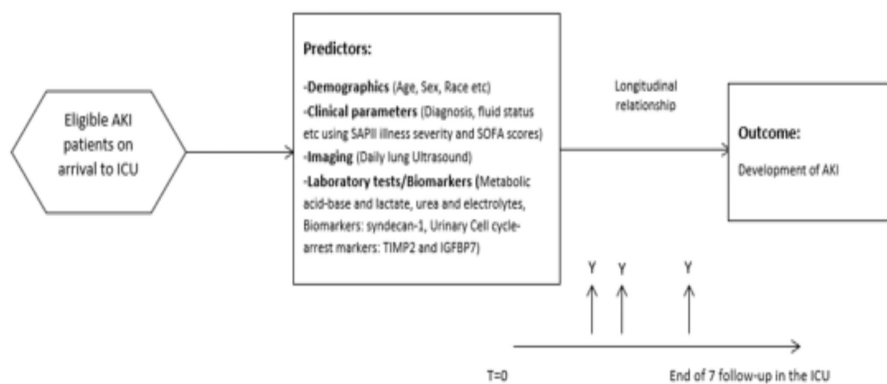 Eligible AKI
patients on
arrival to ICU
Predictors:
-Demographics (Age, Sex, Race etc)
-Clinical parameters (Diagnosis, fluid status
etc using SAPII illness severity and SOFA scores)
-Imaging (Daily lung Ultrasound)
-Laboratory tests/Biomarkers (Metabolic
acid-base and lactate, urea and electrolytes,
Biomarkers: syndecan-1, Urinary Cell cycle-
arrest markers: TIMP2 and IGFBP7)
Longitudinal
relationship
Outcome:
Development of AKI
Y Y Y
T=0 End of 7 follow-up in the ICU